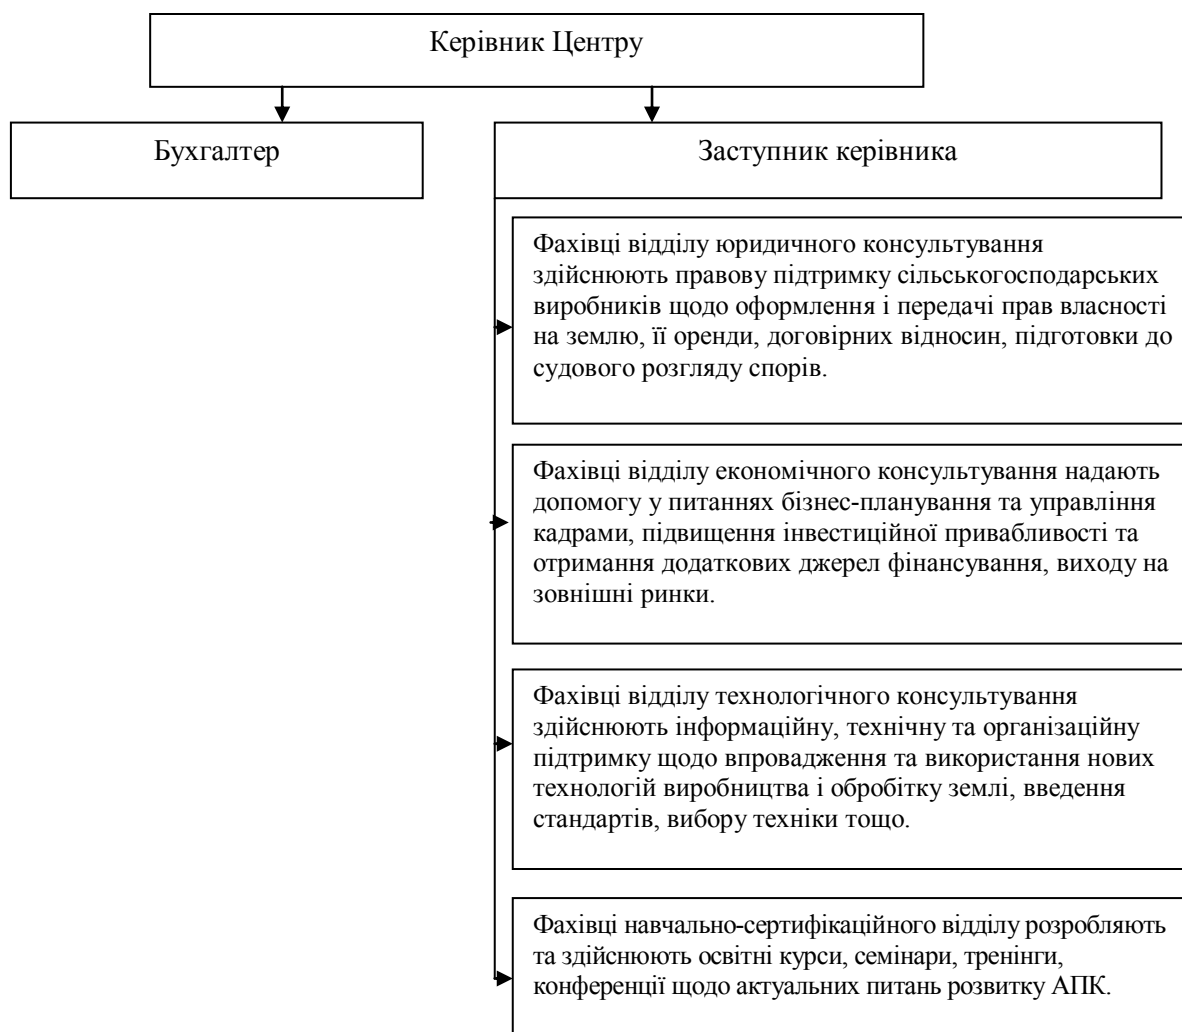 Керівник Центру
Бухгалтер
Заступник керівника
Фахівці відділу юридичного консультування
здійснюють правову підтримку сільськогосподарських
виробників щодо оформлення і передачі прав власності
на землю, її оренди, договірних відносин, підготовки до
судового розгляду спорів.
Фахівці відділу економічного консультування надають
допомогу у питаннях бізнес-планування та управління
кадрами, підвищення інвестиційної привабливості та
отримання додаткових джерел фінансування, виходу на
зовнішні ринки.
Фахівці відділу технологічного консультування
здійснюють інформаційну, технічну та організаційну
підтримку щодо впровадження та використання нових
технологій виробництва і обробітку землі, введення
стандартів, вибору техніки тощо.
Фахівці навчально-сертифікаційного відділу розробляють
та здійснюють освітні курси, семінари, тренінги,
конференції щодо актуальних питань розвитку АПК.